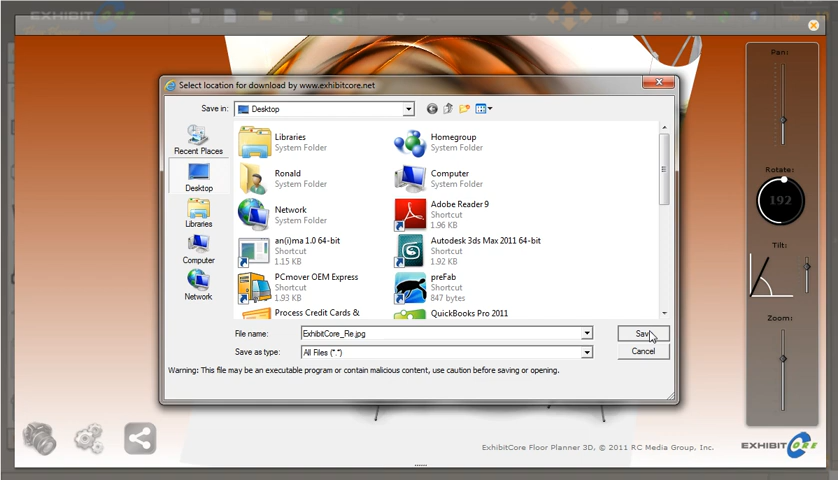 EXHIBIT
Select location for download by www.exhibitcore.net
Save in:
Desktop
Recent Places
Desktop
Libraries
Computer
Network
Libraries
System Folder
Homegroup
System Folder
Ronald
System Folder
Computer
System Folder
Network
System Folder
Adobe Reader 9
Shortcut
1.96 KB
an(i)ma 1.0 64-bit
Shortcut
1.15 KB
Autodesk 3ds Max 2011 64-bit
Shortcut
1.92 KB
PCmover OEM Express
Shortcut
1.93 KB
preFab
Shortcut
847 bytes
Process Credit Cards &
QuickBooks Pro 2011
File name:
ExhibitCore_Re.jpg
Save
Save as type:
All Files (*.*)
Cancel
Warning: This file may be an executable program or contain malicious content, use caution before saving or opening.
Pan:
Rotate:
192
Tilt:
Zoom:
ExhibitCore Floor Planner 3D, © 2011 RC Media Group, Inc.
EXHIBIT CORE